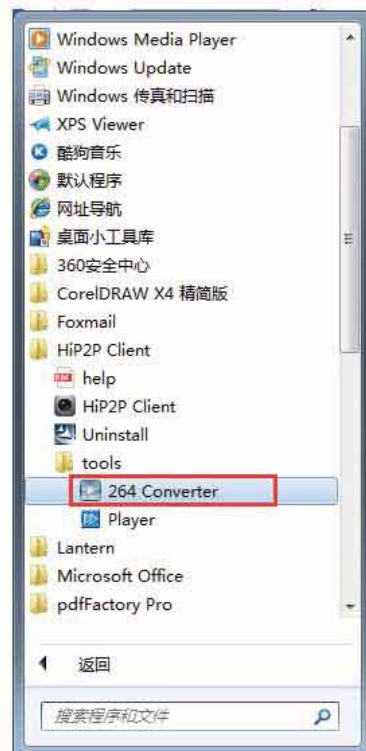 Windows Media Player
Windows Update
Windows 传真和扫描
XPS Viewer
酷狗音乐
默认程序
网址导航
桌面小工具库
360安全中心
CorelDRAW X4 精简版
Foxmail
HiP2P Client
help
HiP2P Client
Uninstall
tools
264 Converter
Player
Lantern
Microsoft Office
pdfFactory Pro
返回
搜索程序和文件